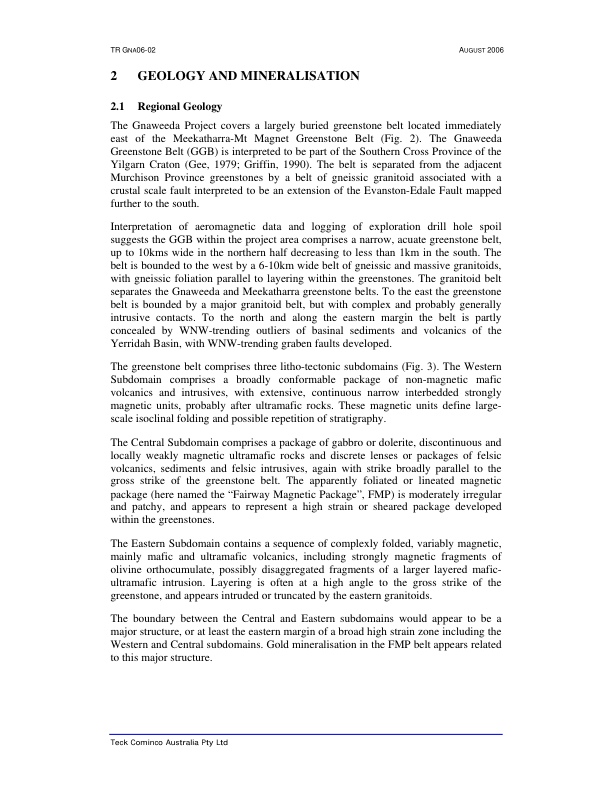 TR GNA06-02 AUGUST 2006
2 GEOLOGY AND MINERALISATION
2.1 Regional Geology
The Gnaweeda Project covers a largely buried greenstone belt located immediately
east of the Meekatharra-Mt Magnet Greenstone Belt (Fig. 2). The Gnaweeda
Greenstone Belt (GGB) is interpreted to be part of the Southern Cross Province of the
Yilgarn Craton (Gee, 1979; Griffin, 1990). The belt is separated from the adjacent
Murchison Province greenstones by a belt of gneissic granitoid associated with a
crustal scale fault interpreted to be an extension of the Evanston-Edale Fault mapped
further to the south.
Interpretation of aeromagnetic data and logging of exploration drill hole spoil
suggests the GGB within the project area comprises a narrow, acuate greenstone belt,
up to 10kms wide in the northern half decreasing to less than 1km in the south. The
belt is bounded to the west by a 6-10km wide belt of gneissic and massive granitoids,
with gneissic foliation parallel to layering within the greenstones. The granitoid belt
separates the Gnaweeda and Meekatharra greenstone belts. To the east the greenstone
belt is bounded by a major granitoid belt, but with complex and probably generally
intrusive contacts. To the north and along the eastern margin the belt is partly
concealed by WNW-trending outliers of basinal sediments and volcanics of the
Yerridah Basin, with WNW-trending graben faults developed.
The greenstone belt comprises three litho-tectonic subdomains (Fig. 3). The Western
Subdomain comprises a broadly conformable package of non-magnetic mafic
volcanics and intrusives, with extensive, continuous narrow interbedded strongly
magnetic units, probably after ultramafic rocks. These magnetic units define large-
scale isoclinal folding and possible repetition of stratigraphy.
The Central Subdomain comprises a package of gabbro or dolerite, discontinuous and
locally weakly magnetic ultramafic rocks and discrete lenses or packages of felsic
volcanics, sediments and felsic intrusives, again with strike broadly parallel to the
gross strike of the greenstone belt. The apparently foliated or lineated magnetic
package (here named the “Fairway Magnetic Package”, FMP) is moderately irregular
and patchy, and appears to represent a high strain or sheared package developed
within the greenstones.
The Eastern Subdomain contains a sequence of complexly folded, variably magnetic,
mainly mafic and ultramafic volcanics, including strongly magnetic fragments of
olivine orthocumulate, possibly disaggregated fragments of a larger layered mafic-
ultramafic intrusion. Layering is often at a high angle to the gross strike of the
greenstone, and appears intruded or truncated by the eastern granitoids.
The boundary between the Central and Eastern subdomains would appear to be a
major structure, or at least the eastern margin of a broad high strain zone including the
Western and Central subdomains. Gold mineralisation in the FMP belt appears related
to this major structure.
Teck Cominco Australia Pty Ltd